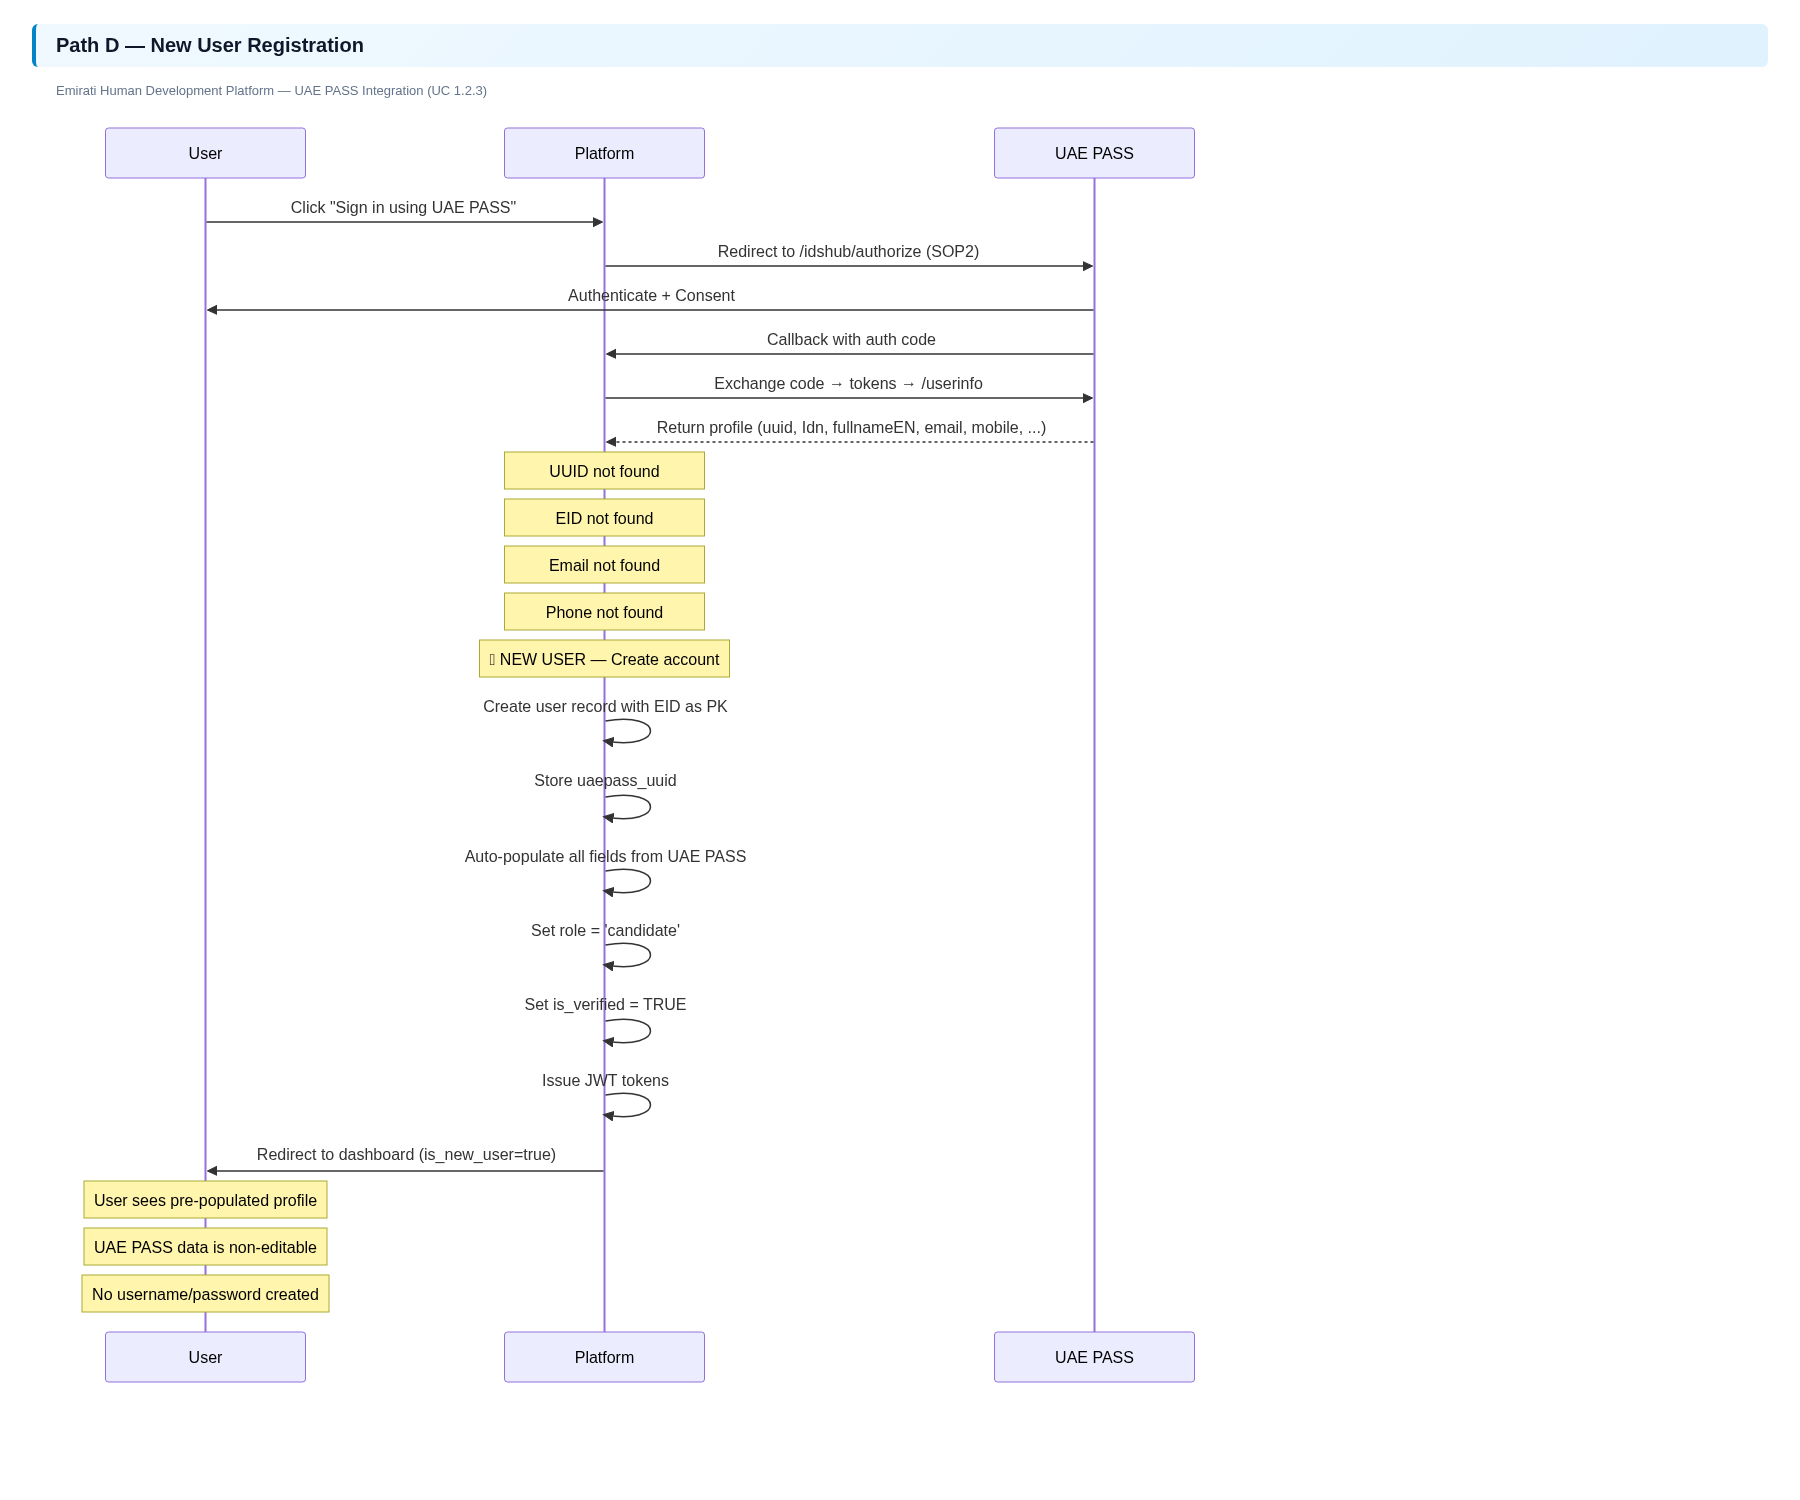 Path D — New User Registration
Emirati Human Development Platform — UAE PASS Integration (UC 1.2.3)
User
Platform
UAE PASS
Click "Sign in using UAE PASS"
Redirect to /idshub/authorize (SOP2)
Authenticate + Consent
Callback with auth code
Exchange code → tokens → /userinfo
Return profile (uuid, Idn, fullnameEN, email, mobile, ...)
UUID not found
EID not found
Email not found
Phone not found
NEW USER — Create account
Create user record with EID as PK
Store uaepass_uuid
Auto-populate all fields from UAE PASS
Set role = 'candidate'
Set is_verified = TRUE
Issue JWT tokens
Redirect to dashboard (is_new_user=true)
User sees pre-populated profile
UAE PASS data is non-editable
No username/password created
User
Platform
UAE PASS